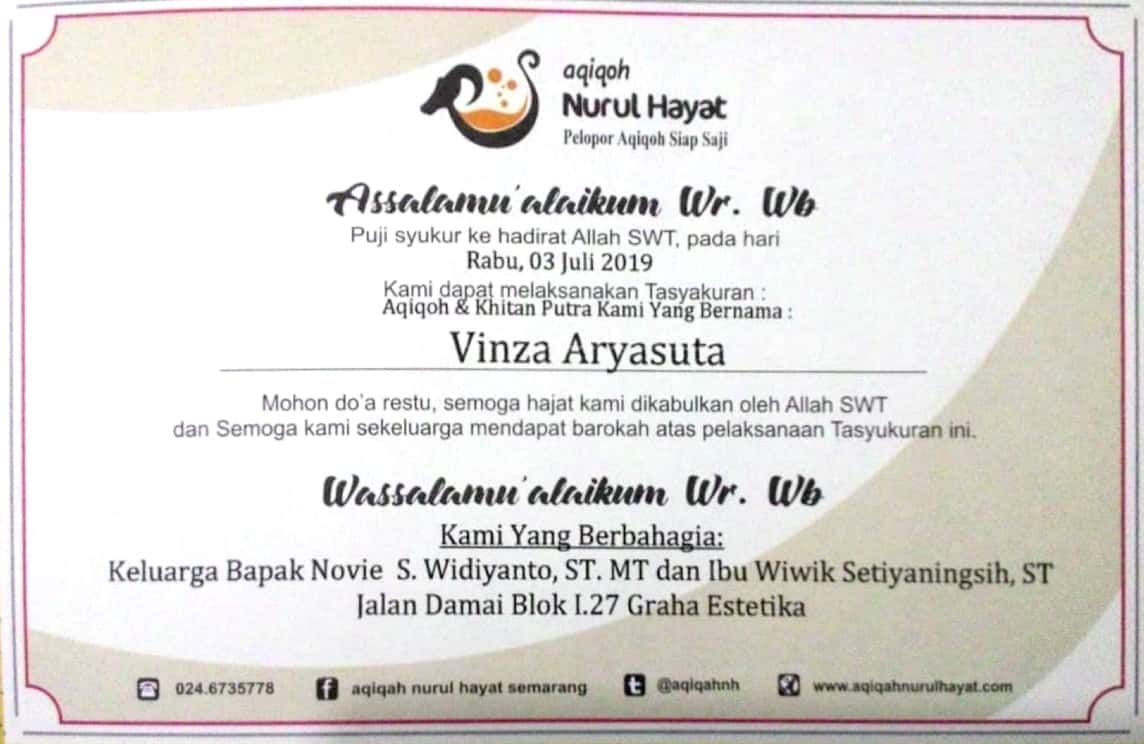 aqiqoh
Nurul Hayat
Pelopor Aqiqoh Siap Saji
Assalamu'alaikum Wr. Wb
Puji syukur ke hadirat Allah SWT, pada hari
Rabu, 03 Juli 2019
Kami dapat melaksanakan Tasyakuran :
Aqiqoh & Khitan Putra Kami Yang Bernama :
Vinza Aryasuta
Mohon do'a restu, semoga hajat kami dikabulkan oleh Allah SWT
dan Semoga kami sekeluarga mendapat barokah atas pelaksanaan Tasyukuran ini.
Wassalamu'alaikum Wr. Wb
Kami Yang Berbahagia:
Keluarga Bapak Novie S. Widiyanto, ST. MT dan Ibu Wiwik Setiyaningsih, ST
Jalan Damai Blok I.27 Graha Estetika
024.6735778 f aqiqah nurul hayat semarang t @aqiqahnh www.aqiqahnurulhayat.com